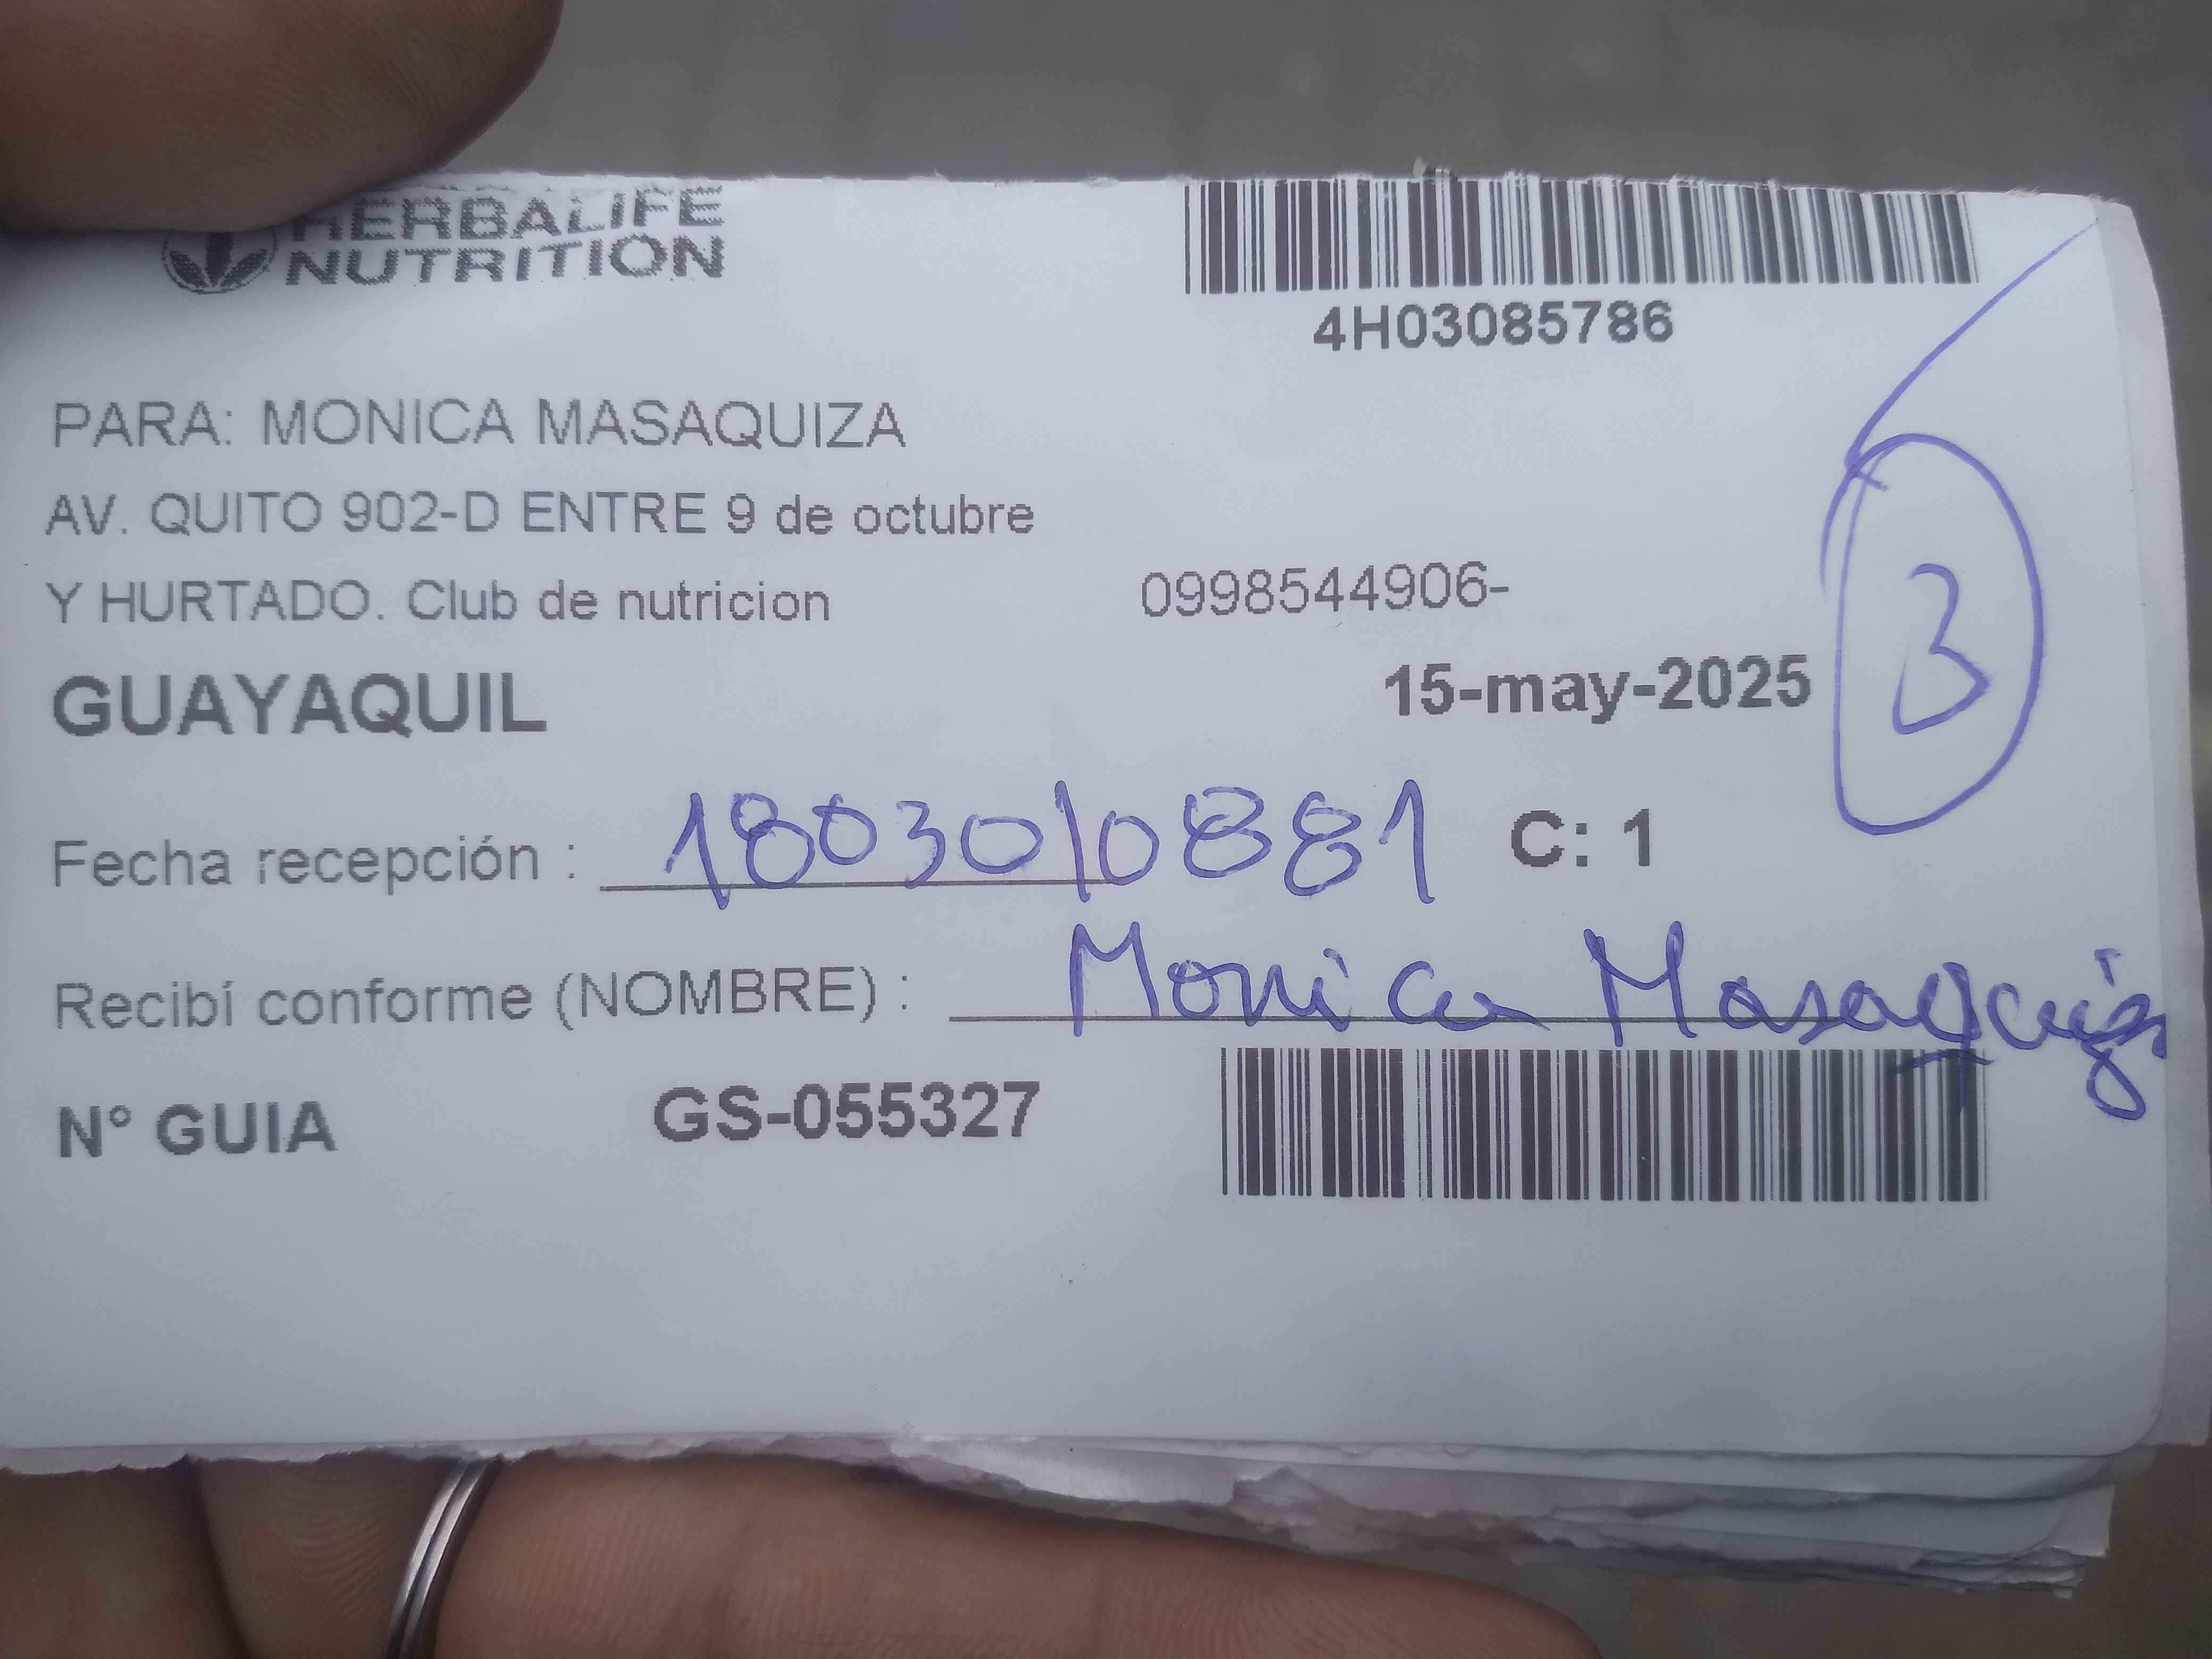 HERBALIFE
NUTRITION
4H03085786
PARA: MONICA MASAQUIZA
AV. QUITO 902-D ENTRE 9 de octubre
Y HURTADO. Club de nutricion 0998544906-
GUAYAQUIL 15-may-2025
3
Fecha recepción : 1803010881 C: 1
Recibí conforme (NOMBRE) : Monica Masaquiza
N° GUIA GS-055327